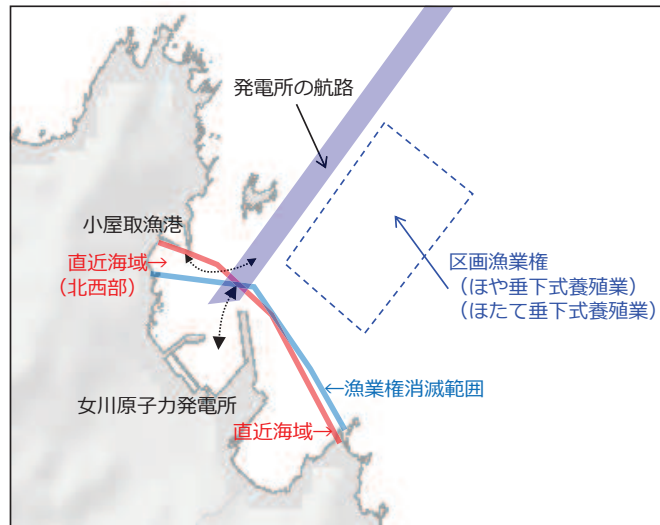 発電所の航路
小屋取漁港
直近海域→
（北西部）
区画漁業権
（ほや垂下式養殖業）
（ほたて垂下式養殖業）
女川原子力発電所
←漁業権消滅範囲
直近海域→